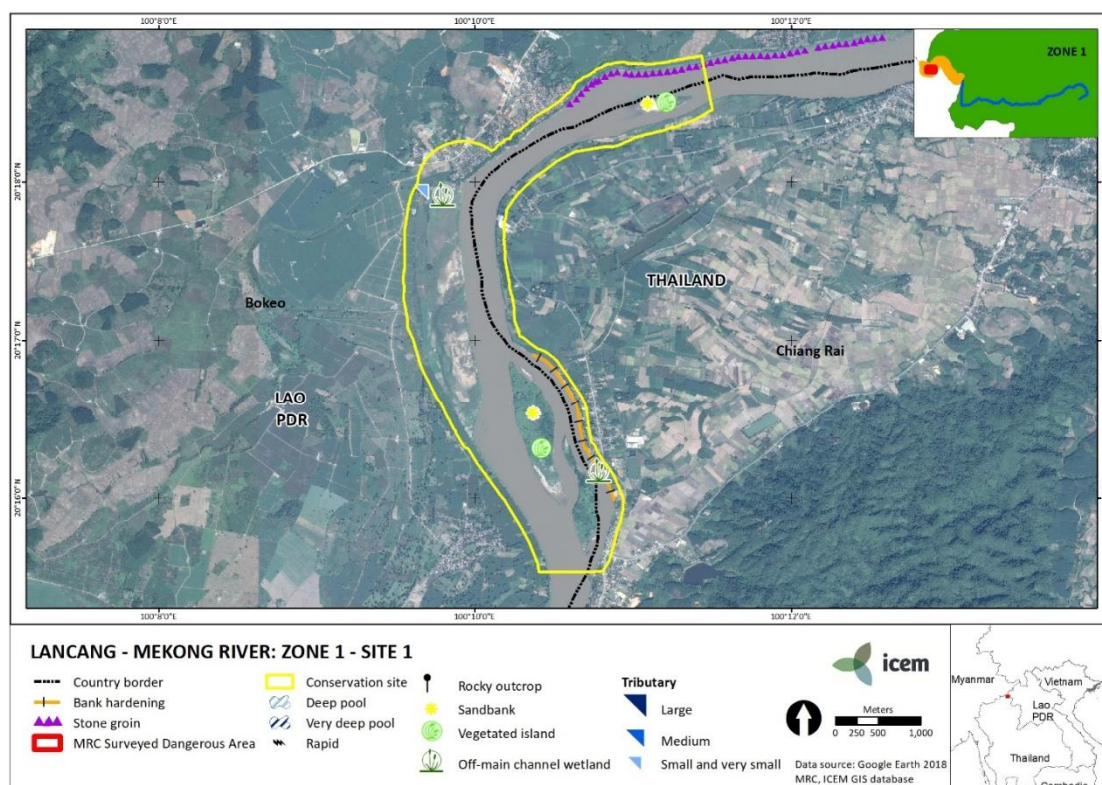 100°8'0"E
100°10'0"E
100°12'0"E
ZONE 1
20°18'0"N
THAILAND
Bokeo
20°17'0"N
Chiang Rai
LAO
PDR
20°16'0"N
100°8'0"E
100°10'0"E
100°12'0"E
LANCANG - MEKONG RIVER: ZONE 1 - SITE 1
Country border
Bank hardening
Stone groin
MRC Surveyed Dangerous Area
Conservation site
Deep pool
Very deep pool
Rapid
Rocky outcrop
Sandbank
Vegetated island
Off-main channel wetland
Tributary
Large
Medium
Small and very small
icem
Meters
0 250 500 1,000
Data source: Google Earth 2018
MRC, ICEM GIS database
Myanmar
Vietnam
Lao
PDR
Thailand